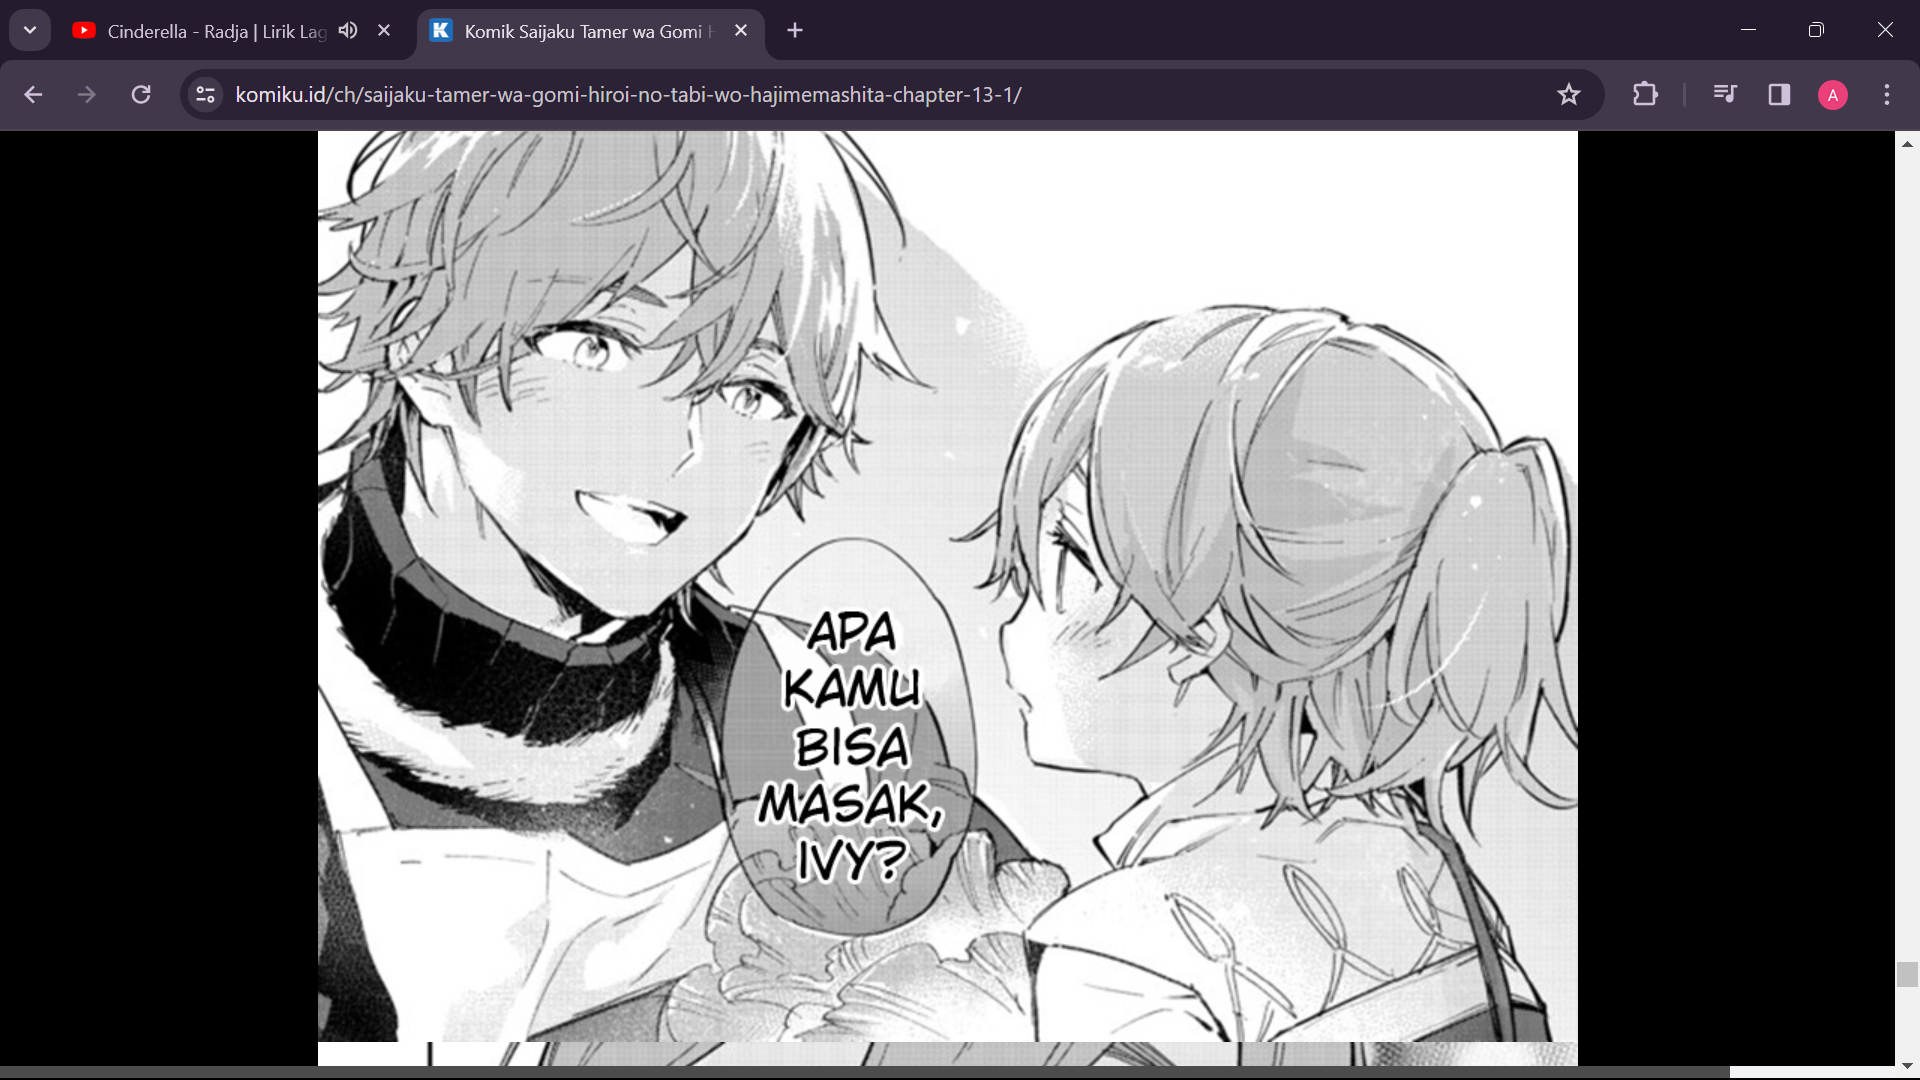 Cinderella - Radja | Lirik Lag
Komik Saijaku Tamer wa Gomi H
komiku.id/ch/saijaku-tamer-wa-gomi-hiroi-no-tabi-wo-hajimemashita-chapter-13-1/
A
APA
KAMU
BISA
MASAK,
IVY?